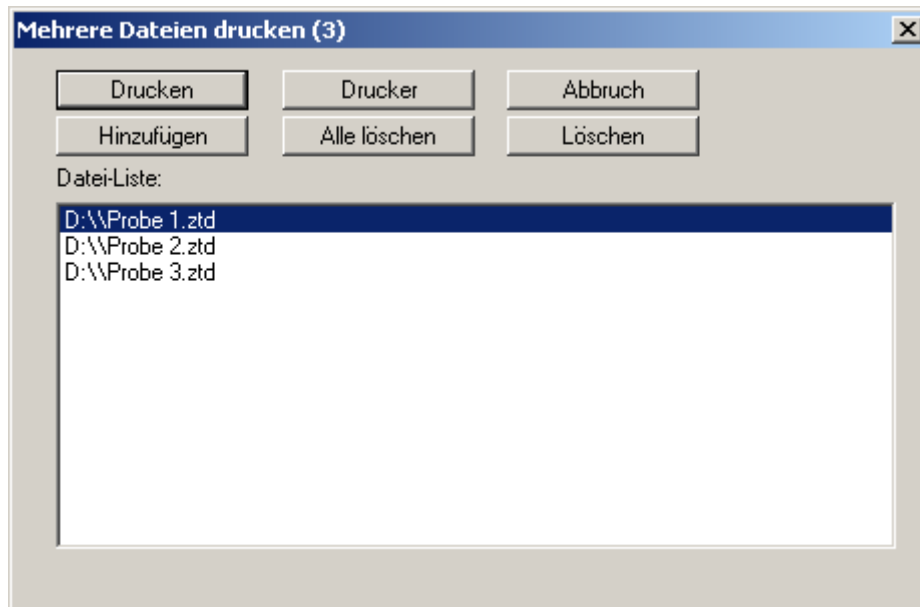 Mehrere Dateien drucken (3)
Drucken Drucker Abbruch
Hinzufügen Alle löschen Löschen
Datei-Liste:
D:\\Probe 1.ztd
D:\\Probe 2.ztd
D:\\Probe 3.ztd